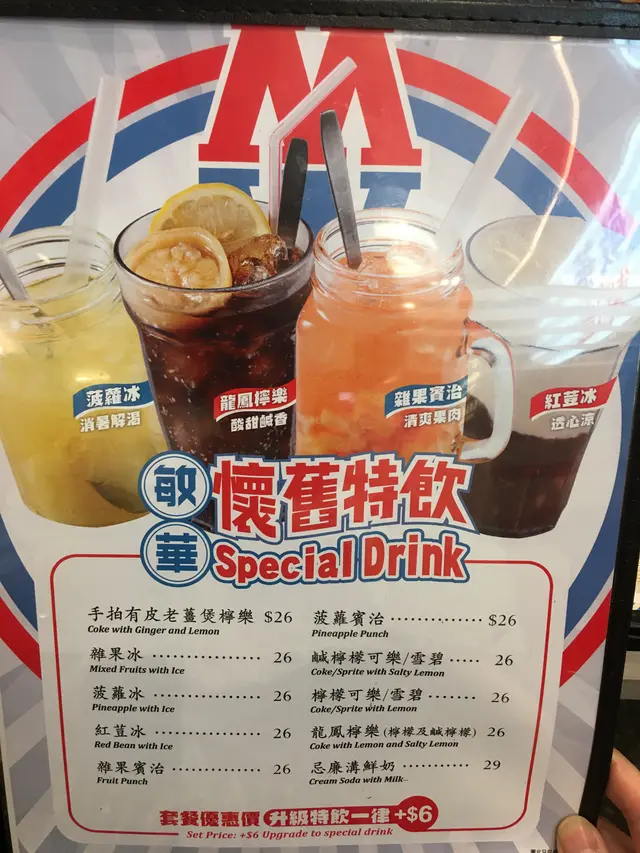 M
菠蘿冰
消暑解渴
龍鳳檸樂
酸甜鹹香
雜果賓治
清爽果肉
紅荳冰
透心涼
敏華
懷舊特飲
Special Drink
手拍有皮老薑煲檸樂 $26
Coke with Ginger and Lemon
雜果冰 ................ 26
Mixed Fruits with Ice
菠蘿冰 ................ 26
Pineapple with Ice
紅荳冰 ................ 26
Red Bean with Ice
雜果賓治 ............. 26
Fruit Punch
菠蘿賓治 ............... $26
Pineapple Punch
鹹檸檬可樂/雪碧 ..... 26
Coke/Sprite with Salty Lemon
檸檬可樂/雪碧 ........ 26
Coke/Sprite with Lemon
龍鳳檸樂 (檸檬及鹹檸檬) 26
Coke with Lemon and Salty Lemon
忌廉溝鮮奶 ........... 29
Cream Soda with Milk
套餐優惠價 升級特飲一律 +$6
Set Price: +$6 Upgrade to special drink